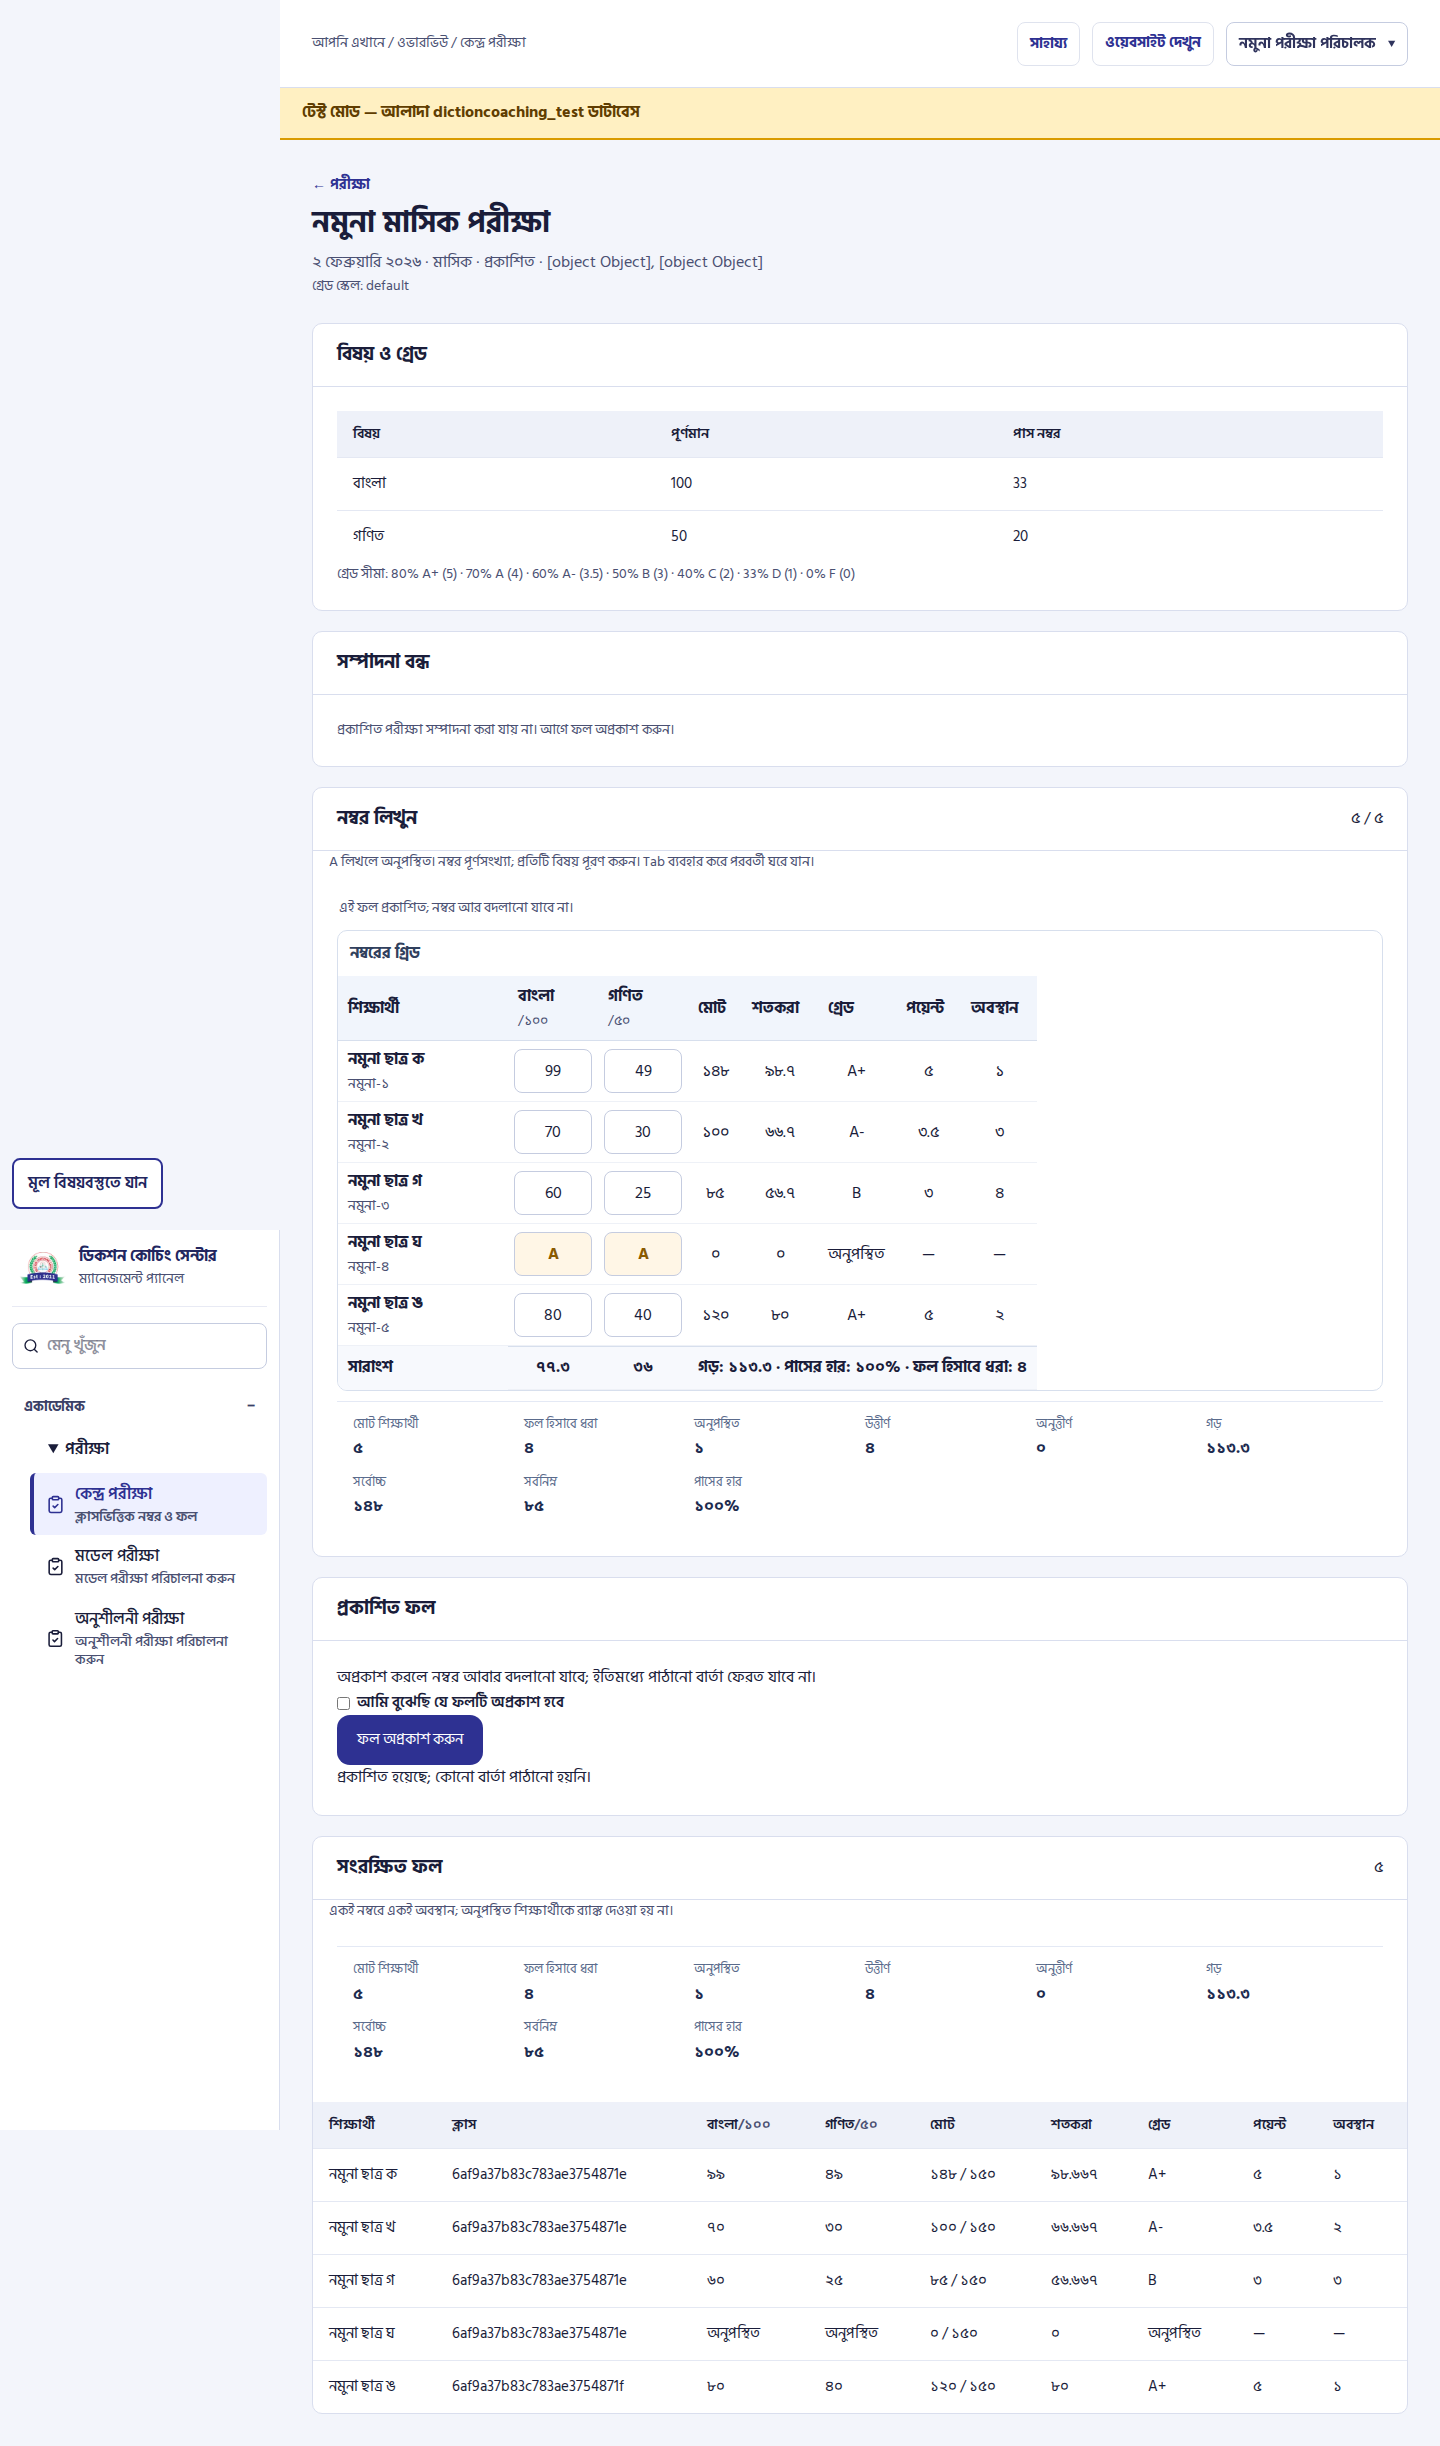 আপনি এখানে / ওভারভিউ / কেন্দ্র পরীক্ষা
সাহায্য
ওয়েবসাইট দেখুন
নমুনা পরীক্ষা পরিচালক ▾
টেস্ট মোড — আলাদা dictioncoaching_test ডাটাবেস
← পরীক্ষা
নমুনা মাসিক পরীক্ষা
২ ফেব্রুয়ারি ২০২৬ · মাসিক · প্রকাশিত · [object Object], [object Object]
গ্রেড স্কেল: default
বিষয় ও গ্রেড
বিষয় পূর্ণমান পাস নম্বর
বাংলা 100 33
গণিত 50 20
গ্রেড সীমা: 80% A+ (5) · 70% A (4) · 60% A- (3.5) · 50% B (3) · 40% C (2) · 33% D (1) · 0% F (0)
সম্পাদনা বন্ধ
প্রকাশিত পরীক্ষা সম্পাদনা করা যায় না। আগে ফল অপ্রকাশ করুন।
নম্বর লিখুন ৫ / ৫
A লিখলে অনুপস্থিত। নম্বর পূর্ণসংখ্যা; প্রতিটি বিষয় পূরণ করুন। Tab ব্যবহার করে পরবর্তী ঘরে যান।
এই ফল প্রকাশিত; নম্বর আর বদলানো যাবে না।
নম্বরের গ্রিড
শিক্ষার্থী বাংলা /১০০ গণিত /৫০ মোট শতকরা গ্রেড পয়েন্ট অবস্থান
নমুনা ছাত্র ক 99 49 ১৪৮ ৯৮.৭ A+ ৫ ১
নমুনা-১
নমুনা ছাত্র খ 70 30 ১০০ ৬৬.৭ A- ৩.৫ ৩
নমুনা-২
নমুনা ছাত্র গ 60 25 ৮৫ ৫৬.৭ B ৩ ৪
নমুনা-৩
নমুনা ছাত্র ঘ A A ০ ০ অনুপস্থিত — —
নমুনা-৪
নমুনা ছাত্র ঙ 80 40 ১২০ ৮০ A+ ৫ ২
নমুনা-৫
সারাংশ ৭৭.৩ ৩৬ গড়: ১১৩.৩ · পাসের হার: ১০০% · ফল হিসাবে ধরা: ৪
মোট শিক্ষার্থী ফল হিসাবে ধরা অনুপস্থিত উত্তীর্ণ অনুত্তীর্ণ গড়
৫ ৪ ১ ৪ ০ ১১৩.৩
সর্বোচ্চ সর্বনিম্ন পাসের হার
১৪৮ ৮৫ ১০০%
মূল বিষয়বস্তুতে যান
ডিকশন কোচিং সেন্টার
ম্যানেজমেন্ট প্যানেল
Est : 2011
মেনু খুঁজুন
একাডেমিক −
▼ পরীক্ষা
কেন্দ্র পরীক্ষা
ক্লাসভিত্তিক নম্বর ও ফল
মডেল পরীক্ষা
মডেল পরীক্ষা পরিচালনা করুন
অনুশীলনী পরীক্ষা
অনুশীলনী পরীক্ষা পরিচালনা
করুন
প্রকাশিত ফল
অপ্রকাশ করলে নম্বর আবার বদলানো যাবে; ইতিমধ্যে পাঠানো বার্তা ফেরত যাবে না।
আমি বুঝেছি যে ফলটি অপ্রকাশ হবে
ফল অপ্রকাশ করুন
প্রকাশিত হয়েছে; কোনো বার্তা পাঠানো হয়নি।
সংরক্ষিত ফল ৫
একই নম্বরে একই অবস্থান; অনুপস্থিত শিক্ষার্থীকে র‍্যাঙ্ক দেওয়া হয় না।
মোট শিক্ষার্থী ফল হিসাবে ধরা অনুপস্থিত উত্তীর্ণ অনুত্তীর্ণ গড়
৫ ৪ ১ ৪ ০ ১১৩.৩
সর্বোচ্চ সর্বনিম্ন পাসের হার
১৪৮ ৮৫ ১০০%
শিক্ষার্থী ক্লাস বাংলা/১০০ গণিত/৫০ মোট শতকরা গ্রেড পয়েন্ট অবস্থান
নমুনা ছাত্র ক 6af9a37b83c783ae3754871e ৯৯ ৪৯ ১৪৮ / ১৫০ ৯৮.৬৬৭ A+ ৫ ১
নমুনা ছাত্র খ 6af9a37b83c783ae3754871e ৭০ ৩০ ১০০ / ১৫০ ৬৬.৬৬৭ A- ৩.৫ ২
নমুনা ছাত্র গ 6af9a37b83c783ae3754871e ৬০ ২৫ ৮৫ / ১৫০ ৫৬.৬৬৭ B ৩ ৩
নমুনা ছাত্র ঘ 6af9a37b83c783ae3754871e অনুপস্থিত অনুপস্থিত ০ / ১৫০ ০ অনুপস্থিত — —
নমুনা ছাত্র ঙ 6af9a37b83c783ae3754871f ৮০ ৪০ ১২০ / ১৫০ ৮০ A+ ৫ ১